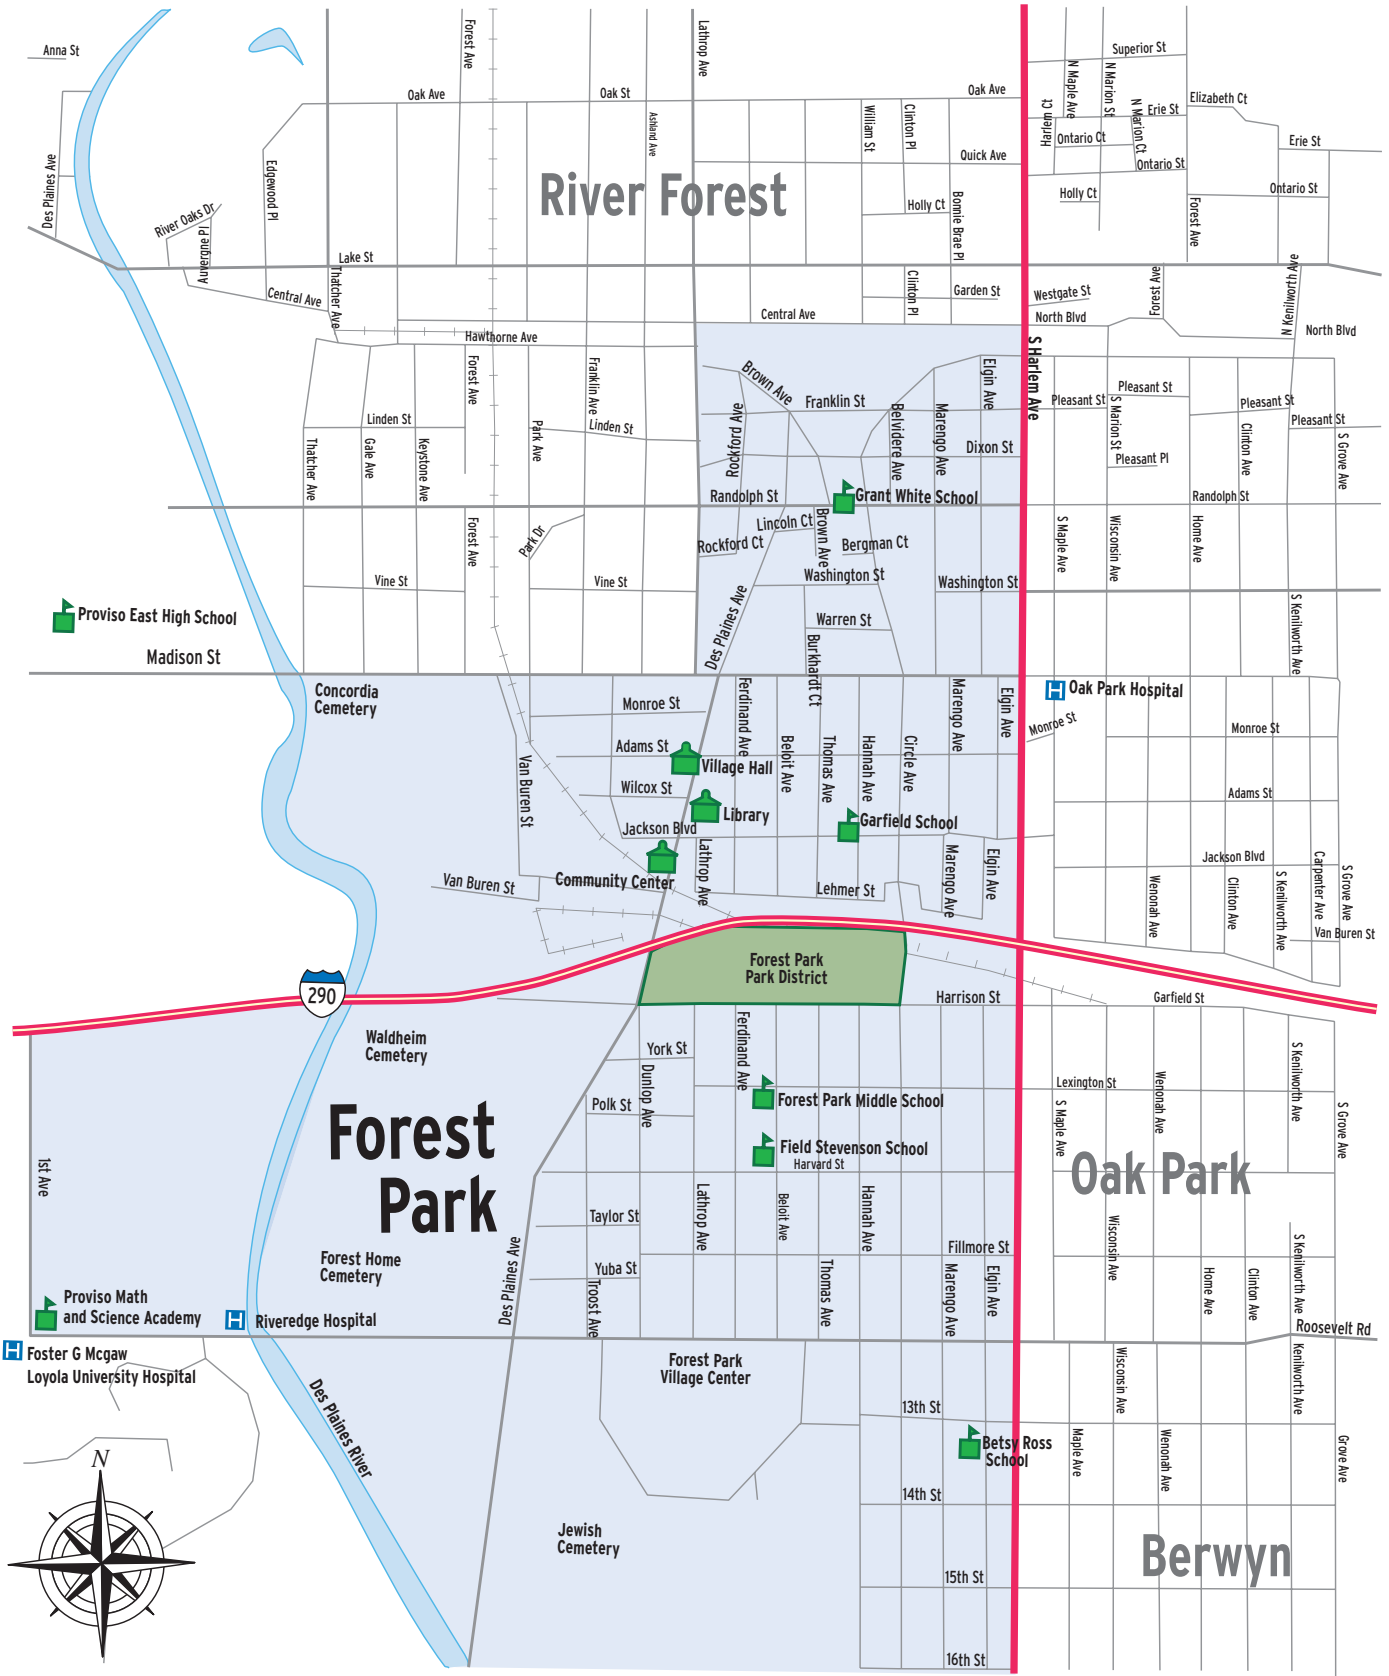 Anna St
Forest Ave
Lathrop Ave
Superior St
N Maple Ave
N Marion St
Oak Ave
Oak St
Oak Ave
Elizabeth Ct
Harlem Ct
N Marion Ct
Erie St
Ashland Ave
William St
Clinton Pl
Ontario Ct
Erie St
Quick Ave
Ontario St
Des Plaines Ave
Edgewood Pl
River Forest
Holly Ct
Bonnie Brae Pl
Holly Ct
Ontario St
Forest Ave
River Oaks Dr
Auvergne Pl
Lake St
Thatcher Ave
Central Ave
Clinton Pl
Garden St
Westgate St
Forest Ave
N Kenilworth Ave
Central Ave
North Blvd
North Blvd
Hawthorne Ave
S Harlem Ave
Forest Ave
Franklin Ave
Brown Ave
Elgin Ave
Franklin St
Pleasant St
Pleasant St
Pleasant St
Pleasant St
Linden St
Linden St
Park Ave
Rockford Ave
Belvidere Ave
Marengo Ave
S Marion St
Clinton Ave
S Grove Ave
Dixon St
Pleasant Pl
Thatcher Ave
Gale Ave
Keystone Ave
Randolph St
Grant White School
Randolph St
Forest Ave
Park Dr
Lincoln Ct
Brown Ave
Rockford Ct
Bergman Ct
S Maple Ave
Wisconsin Ave
Home Ave
Vine St
Vine St
Washington St
Washington St
Des Plaines Ave
S Kenilworth Ave
Proviso East High School
Warren St
Burkhardt Ct
Madison St
Concordia
Cemetery
Ferdinand Ave
Marengo Ave
Elgin Ave
Oak Park Hospital
Monroe St
Monroe St
Monroe St
Adams St
Village Hall
Beloit Ave
Thomas Ave
Hannah Ave
Circle Ave
Van Buren St
Wilcox St
Library
Adams St
Jackson Blvd
Garfield School
Lathrop Ave
Community Center
Van Buren St
Lehmer St
Marengo Ave
Elgin Ave
Jackson Blvd
Wenonah Ave
Clinton Ave
S Kenilworth Ave
Carpenter Ave
S Grove Ave
Van Buren St
Forest Park
Park District
290
Harrison St
Garfield St
Waldheim
Cemetery
Ferdinand Ave
York St
Dunlop Ave
Polk St
Forest Park Middle School
Lexington St
S Maple Ave
Wenonah Ave
S Kenilworth Ave
S Grove Ave
Forest
Park
Field Stevenson School
Harvard St
Oak Park
1st Ave
Lathrop Ave
Beloit Ave
Hannah Ave
Taylor St
Wisconsin Ave
Des Plaines Ave
Fillmore St
Forest Home
Cemetery
Yuba St
Troost Ave
Thomas Ave
Marengo Ave
Elgin Ave
Home Ave
Clinton Ave
S Kenilworth Ave
Proviso Math
and Science Academy
Riveredge Hospital
Roosevelt Rd
Foster G Mcgaw
Loyola University Hospital
Forest Park
Village Center
Wisconsin Ave
Kenilworth Ave
Des Plaines River
13th St
Betsy Ross
School
Maple Ave
Wenonah Ave
Grove Ave
N
14th St
Jewish
Cemetery
Berwyn
15th St
16th St
H
H
H